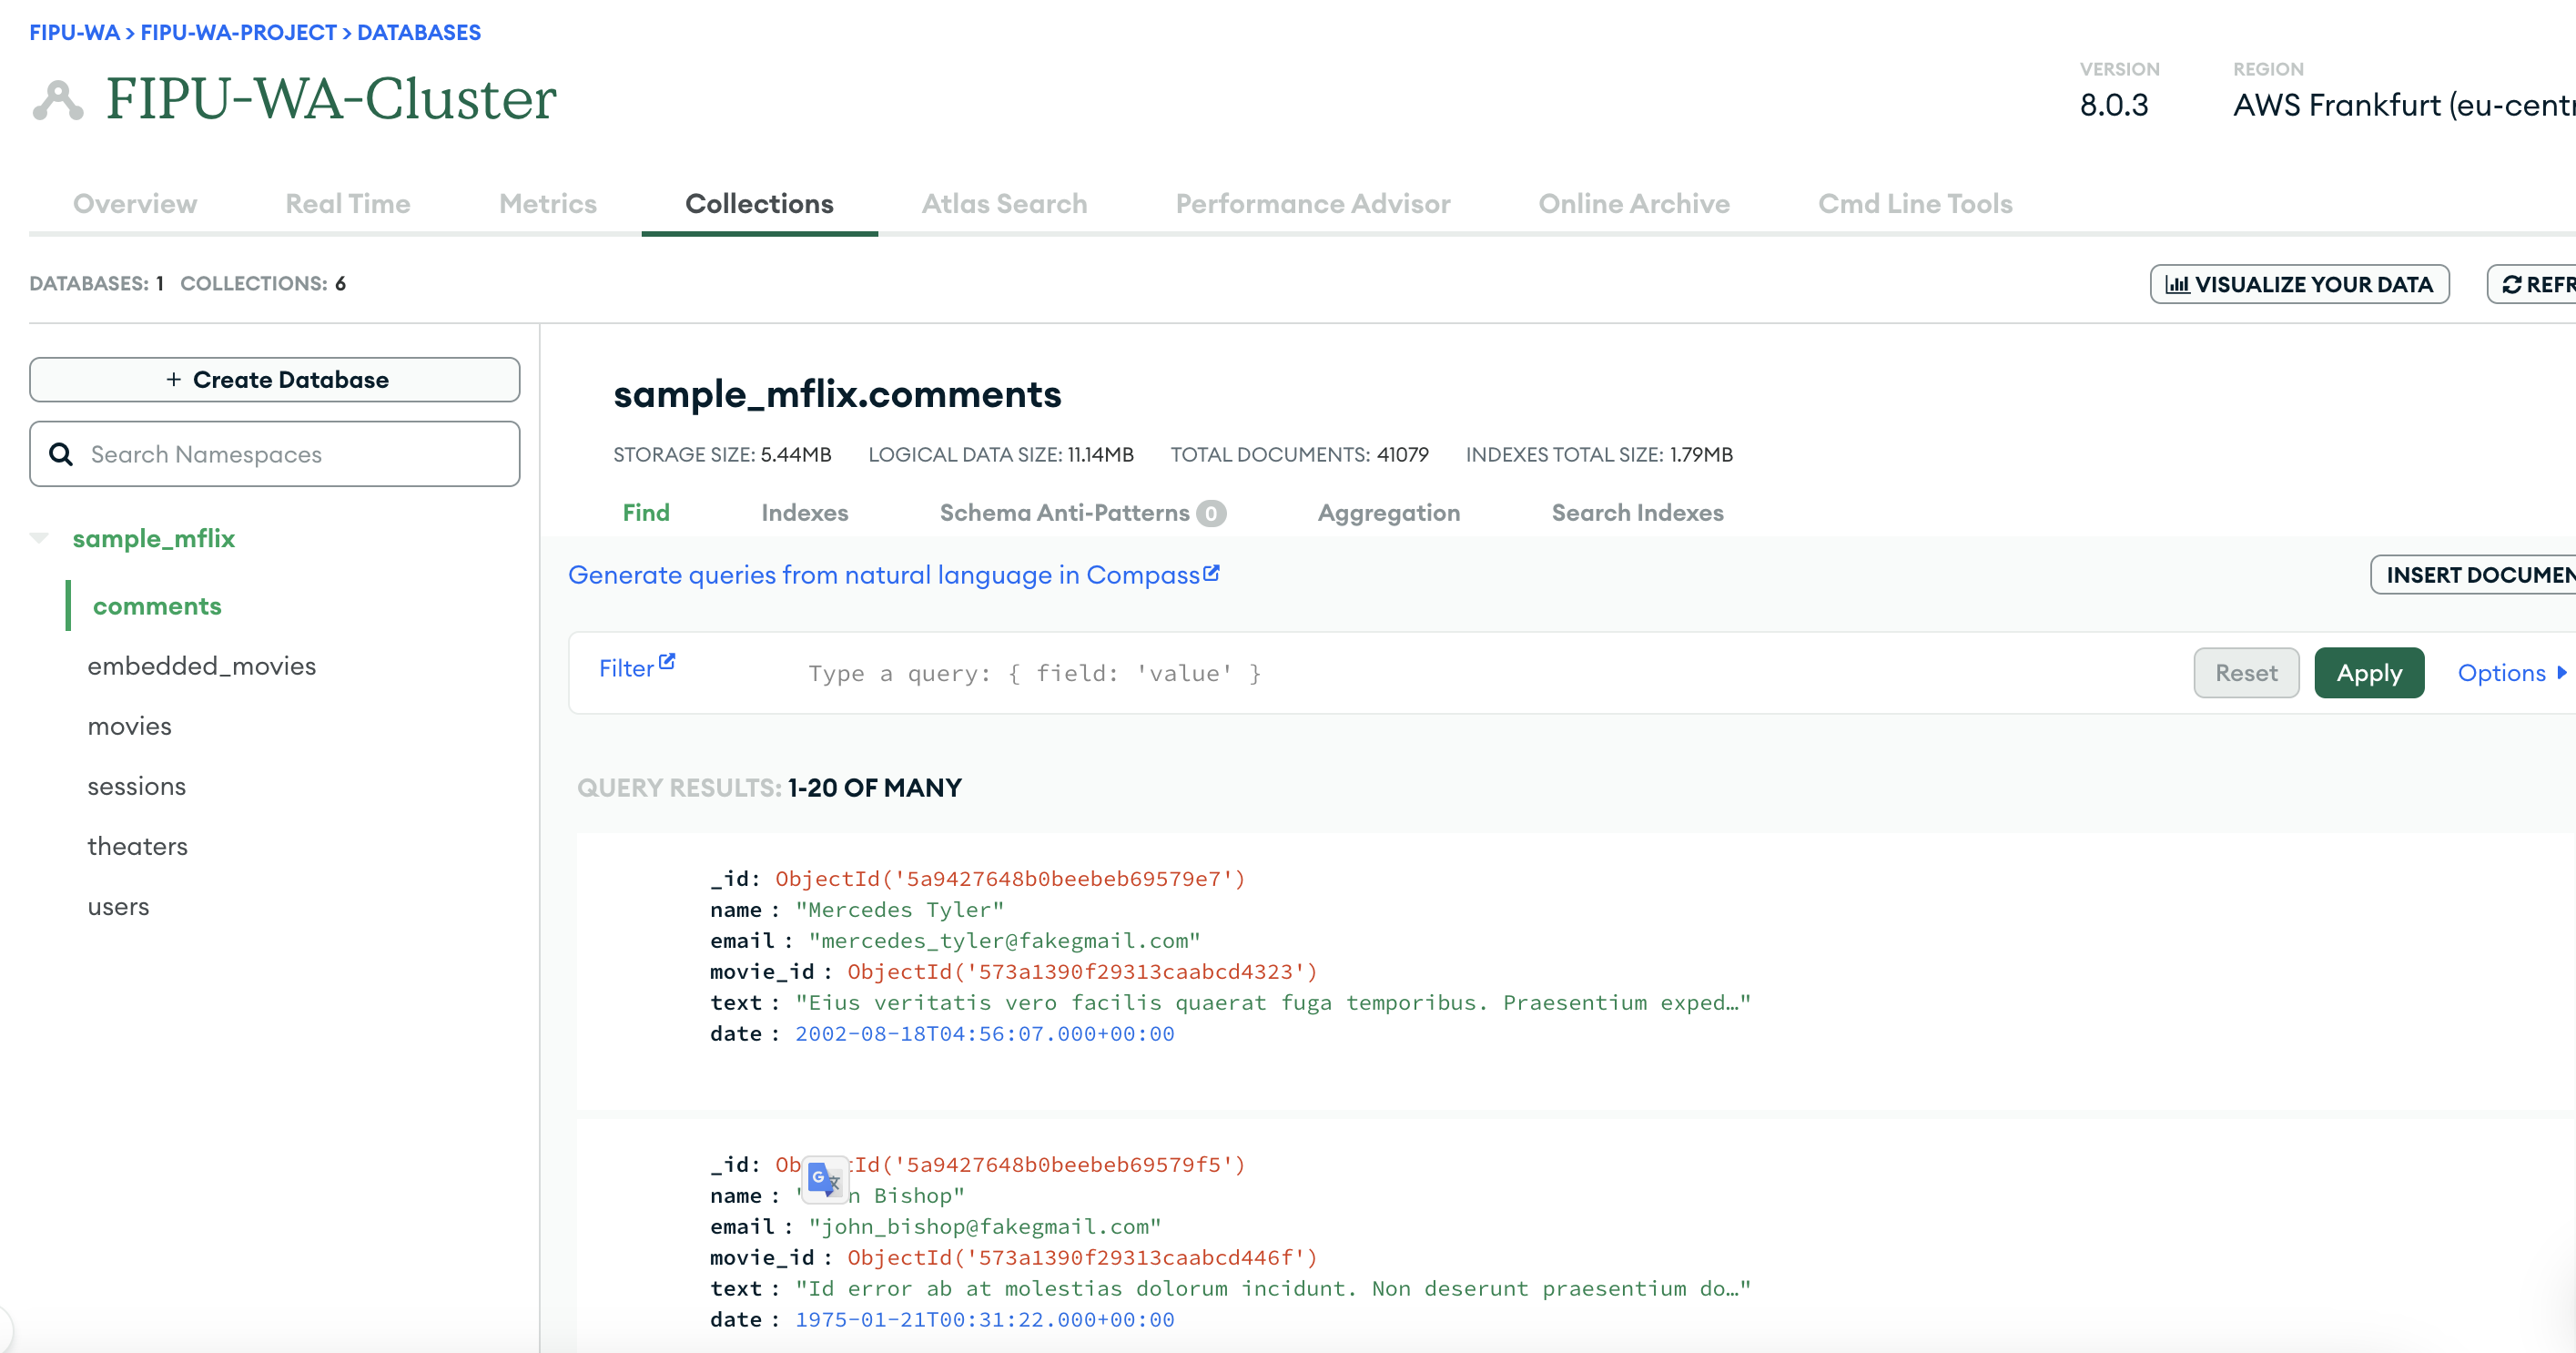 FIPU-WA > FIPU-WA-PROJECT > DATABASES
FIPU-WA-Cluster
VERSION
8.0.3
REGION
AWS Frankfurt (eu-centr
Overview Real Time Metrics Collections Atlas Search Performance Advisor Online Archive Cmd Line Tools
DATABASES: 1 COLLECTIONS: 6
VISUALIZE YOUR DATA
REFR
+ Create Database
Search Namespaces
sample_mflix
comments
embedded_movies
movies
sessions
theaters
users
sample_mflix.comments
STORAGE SIZE: 5.44MB LOGICAL DATA SIZE: 11.14MB TOTAL DOCUMENTS: 41079 INDEXES TOTAL SIZE: 1.79MB
Find Indexes Schema Anti-Patterns 0 Aggregation Search Indexes
Generate queries from natural language in Compass
INSERT DOCUMEN
Filter Type a query: { field: 'value' } Reset Apply Options
QUERY RESULTS: 1-20 OF MANY
_id: ObjectId('5a9427648b0beebeb69579e7')
name : "Mercedes Tyler"
email : "mercedes_tyler@fakegmail.com"
movie_id : ObjectId('573a1390f29313caabcd4323')
text : "Eius veritatis vero facilis quaerat fuga temporibus. Praesentium exped…"
date : 2002-08-18T04:56:07.000+00:00
_id: Ob tId('5a9427648b0beebeb69579f5')
name : " n Bishop"
email : "john_bishop@fakegmail.com"
movie_id : ObjectId('573a1390f29313caabcd446f')
text : "Id error ab at molestias dolorum incidunt. Non deserunt praesentium do…"
date : 1975-01-21T00:31:22.000+00:00